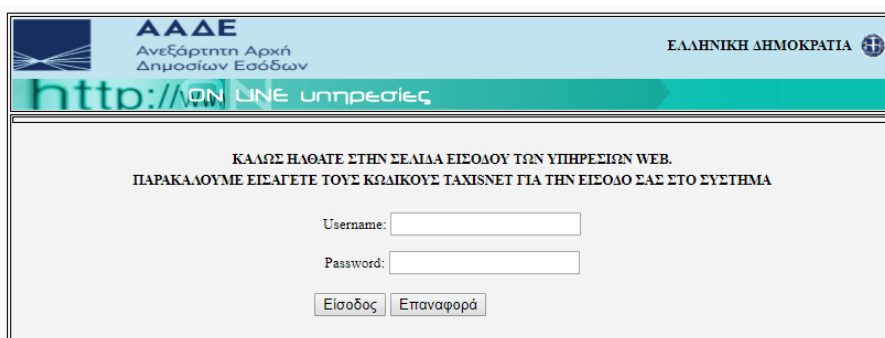 ΑΑΔΕ
Ανεξάρτητη Αρχή
Δημοσίων Εσόδων
ΕΛΛΗΝΙΚΗ ΔΗΜΟΚΡΑΤΙΑ
http://www
ON LINE υπηρεσίες
ΚΑΛΩΣ ΗΛΘΑΤΕ ΣΤΗΝ ΣΕΛΙΔΑ ΕΙΣΟΔΟΥ ΤΩΝ ΥΠΗΡΕΣΙΩΝ WEB.
ΠΑΡΑΚΑΛΟΥΜΕ ΕΙΣΑΓΕΤΕ ΤΟΥΣ ΚΩΔΙΚΟΥΣ TAXISNET ΓΙΑ ΤΗΝ ΕΙΣΟΔΟ ΣΑΣ ΣΤΟ ΣΥΣΤΗΜΑ
Username:
Password:
Είσοδος Επαναφορά